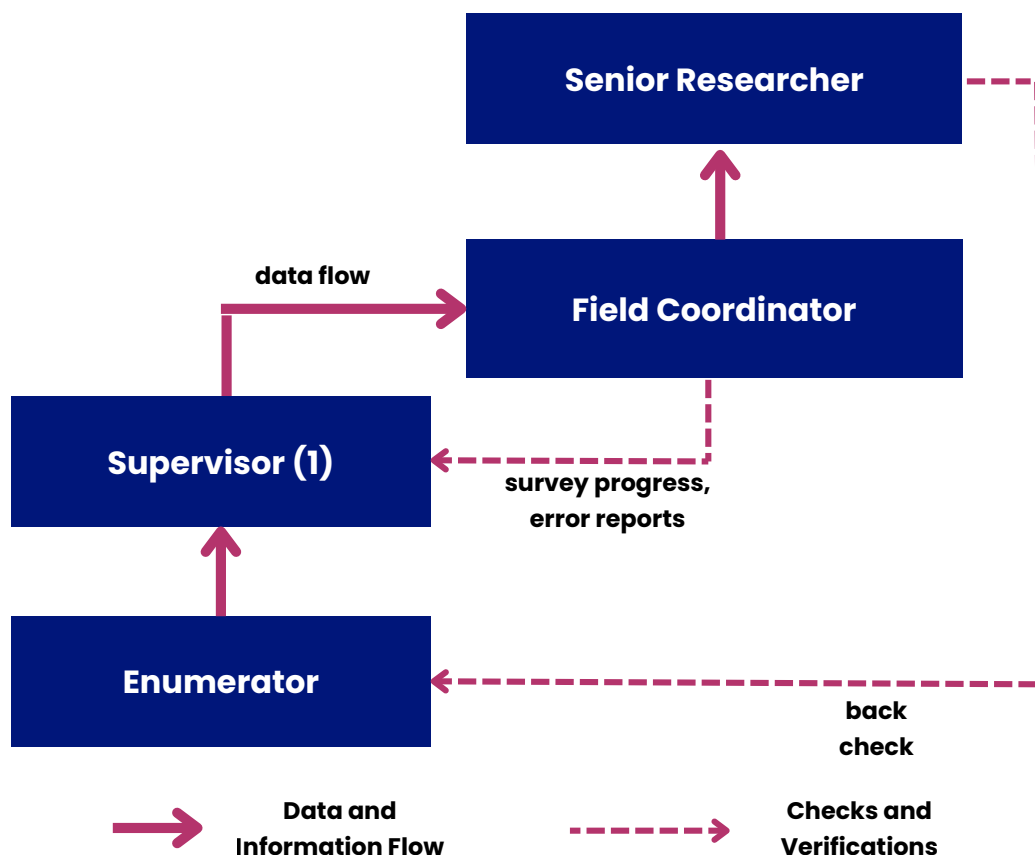 Senior Researcher
data flow
Field Coordinator
Supervisor (1)
survey progress,
error reports
Enumerator
back
check
Data and
Information Flow
Checks and
Verifications